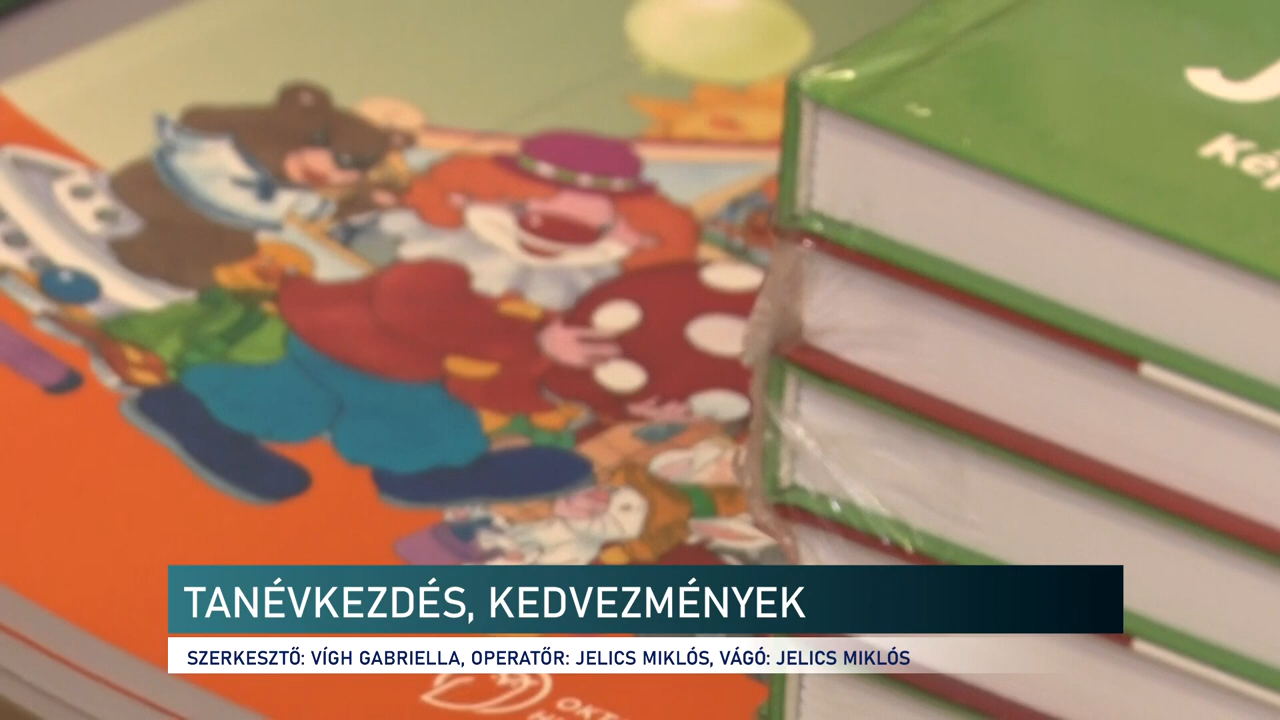 TANÉVKEZDÉS, KEDVEZMÉNYEK
SZERKESZTŐ: VÍGH GABRIELLA, OPERATŐR: JELICS MIKLÓS, VÁGÓ: JELICS MIKLÓS